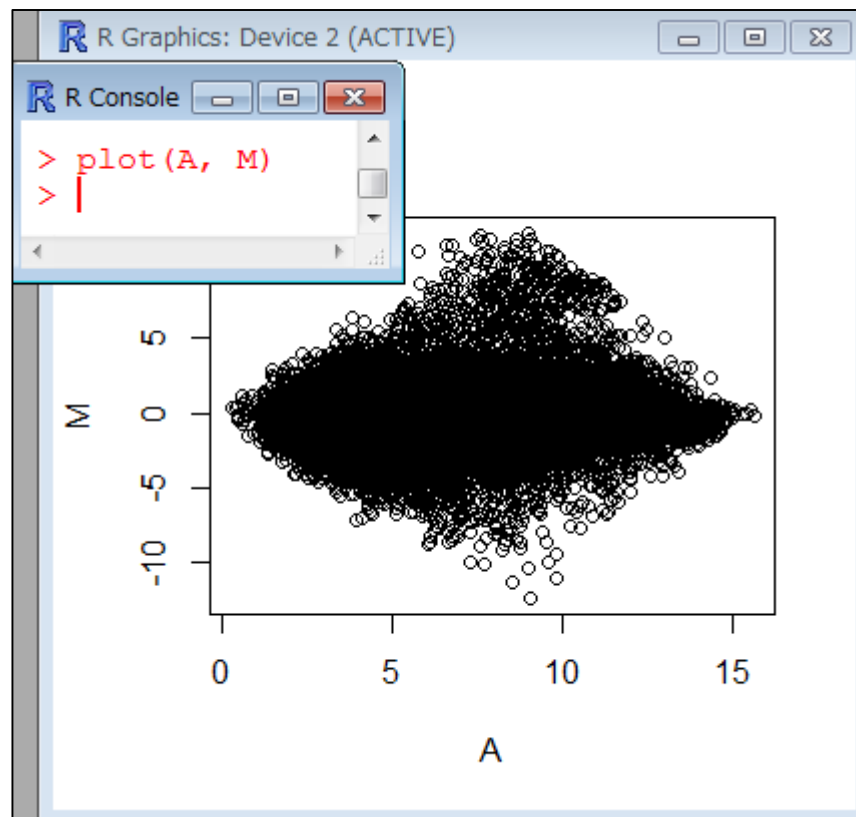 R Graphics: Device 2 (ACTIVE)
R Console
> plot(A, M)
>
5
0
-5
-10
M
0 5 10 15
A